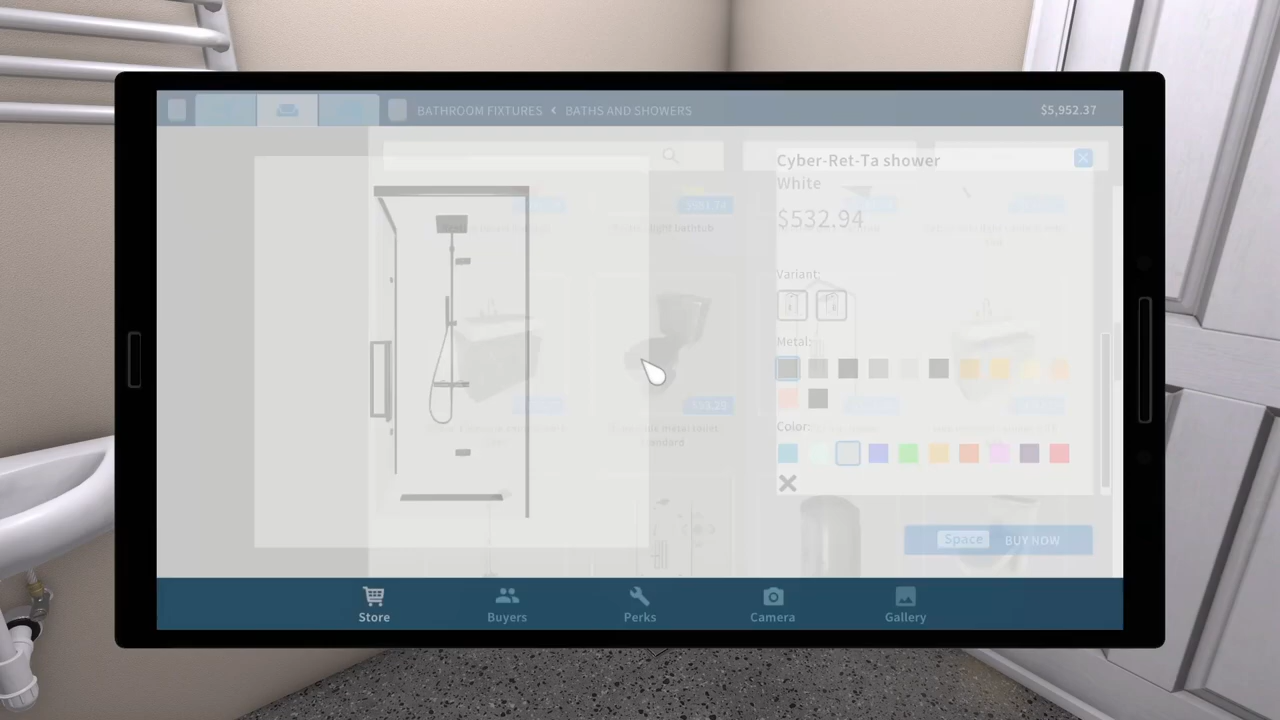 BATHROOM FIXTURES < BATHS AND SHOWERS
$5,952.37
Cyber-Ret-Ta shower
White
$532.94
Variant:
Metal:
Color:
Space BUY NOW
Store
Buyers
Perks
Camera
Gallery